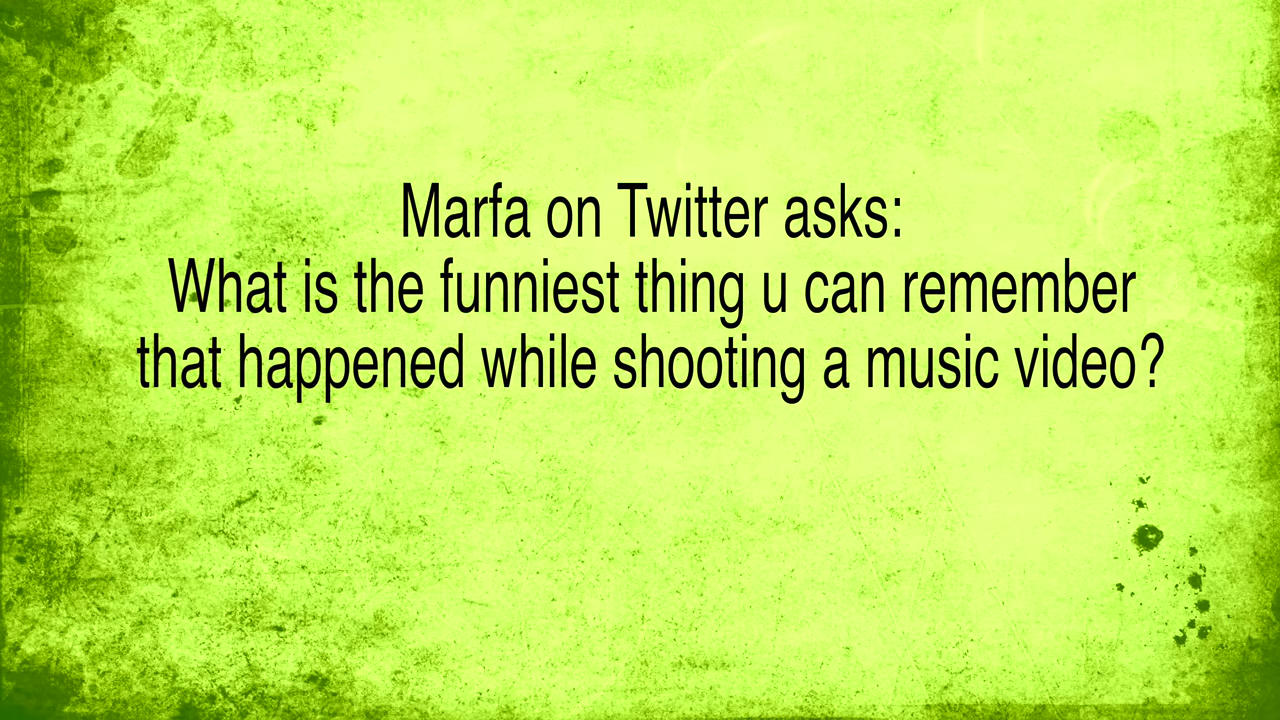 Marfa on Twitter asks:
What is the funniest thing u can remember
that happened while shooting a music video?